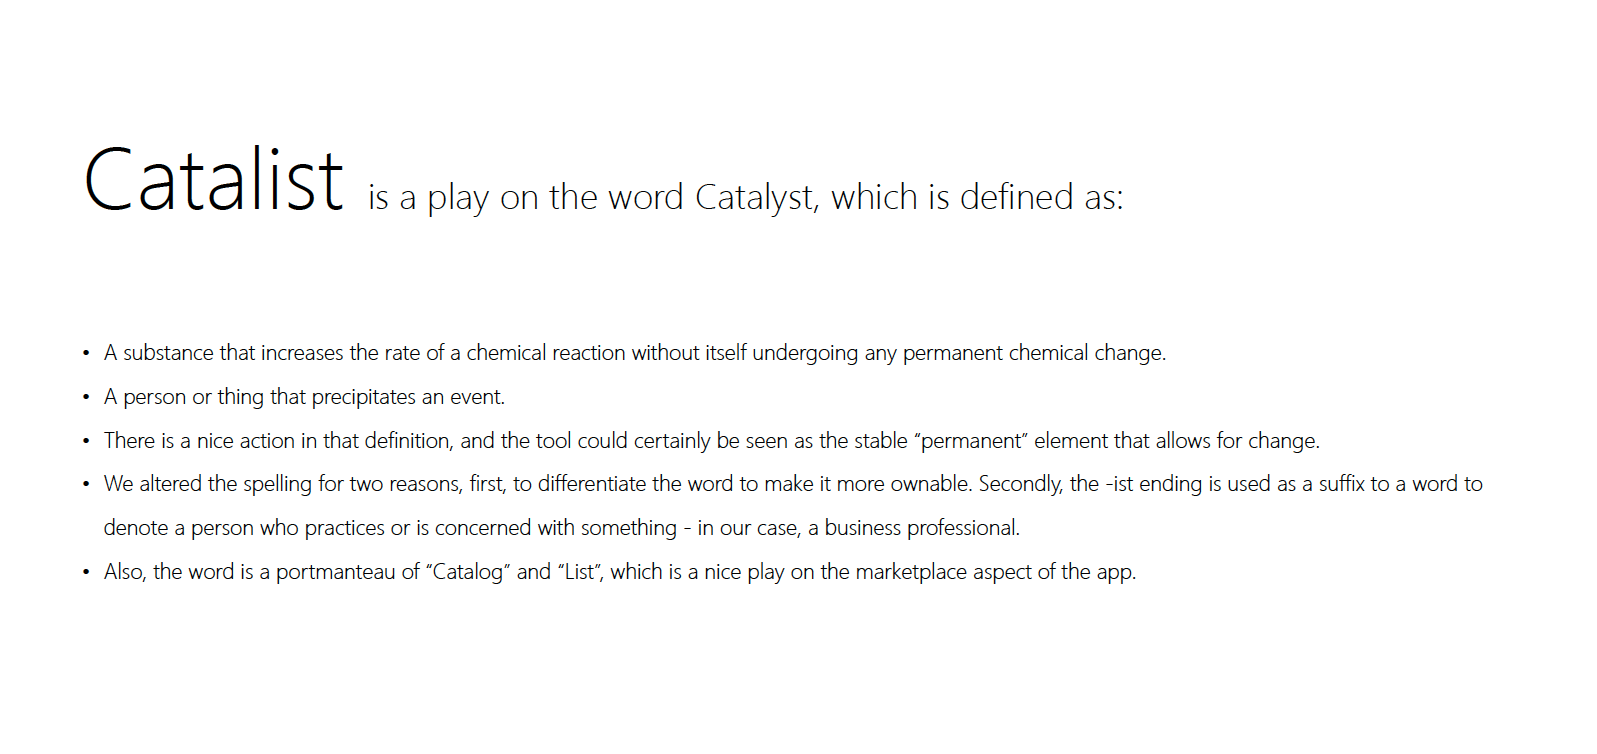 Catalist is a play on the word Catalyst, which is defined as:
• A substance that increases the rate of a chemical reaction without itself undergoing any permanent chemical change.
• A person or thing that precipitates an event.
• There is a nice action in that definition, and the tool could certainly be seen as the stable “permanent” element that allows for change.
• We altered the spelling for two reasons, first, to differentiate the word to make it more ownable. Secondly, the -ist ending is used as a suffix to a word to
denote a person who practices or is concerned with something - in our case, a business professional.
• Also, the word is a portmanteau of “Catalog” and “List”, which is a nice play on the marketplace aspect of the app.